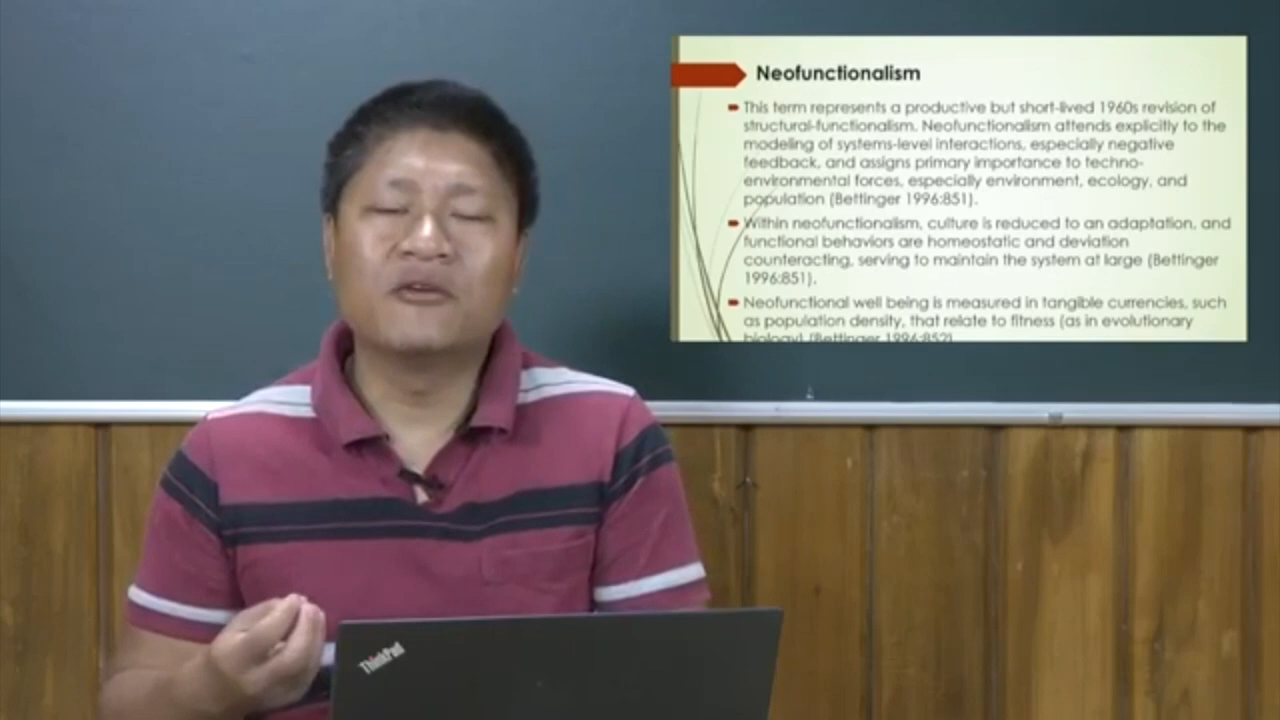 Neofunctionalism
This term represents a productive but short-lived 1960s revision of
structural-functionalism. Neofunctionalism attends explicitly to the
modeling of systems-level interactions, especially negative
feedback, and assigns primary importance to techno-
environmental forces, especially environment, ecology, and
population (Bettinger 1996:851).
Within neofunctionalism, culture is reduced to an adaptation, and
functional behaviors are homeostatic and deviation
counteracting, serving to maintain the system at large (Bettinger
1996:851).
Neofunctional well being is measured in tangible currencies, such
as population density, that relate to fitness (as in evolutionary
biology) (Bettinger 1996:852)
ThinkPad